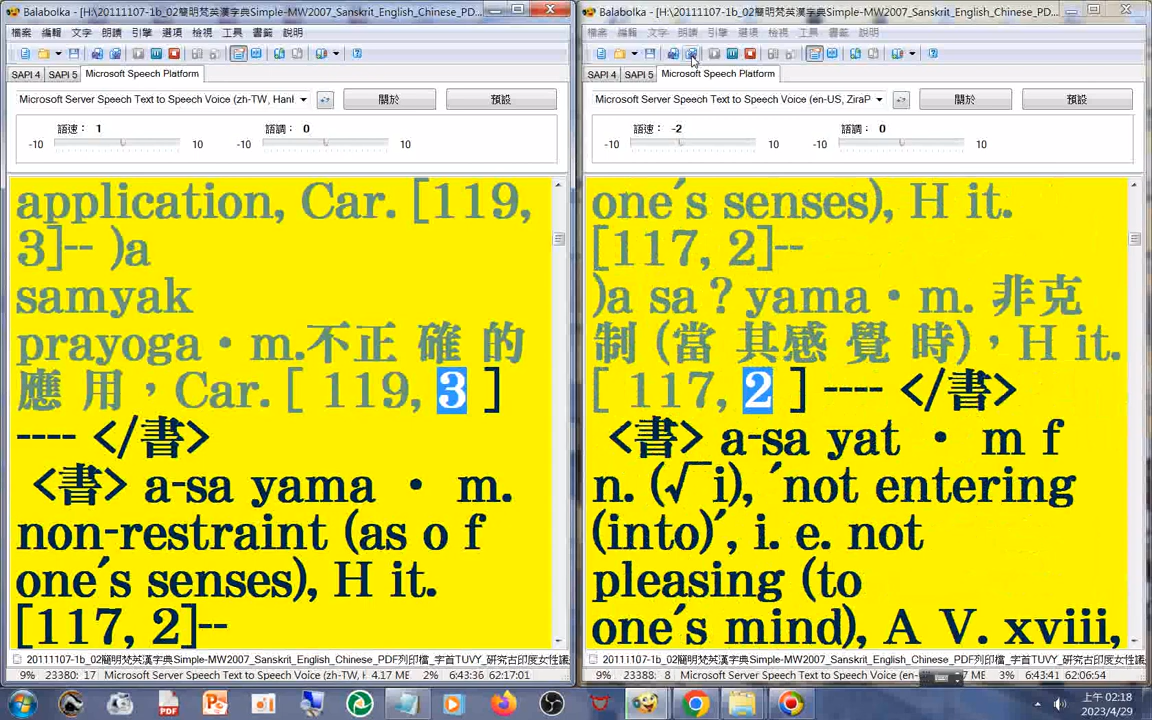 Balabolka - [H:\20111107-1b_02簡明梵英漢字典Simple-MW2007_Sanskrit_English_Chinese_PD...
檔案 編輯 文字 朗讀 引擎 選項 檢視 工具 書籤 說明
SAPI 4 SAPI 5 Microsoft Speech Platform
Microsoft Server Speech Text to Speech Voice (zh-TW, Hanl 關於 預設
語速： 1 語調： 0
-10 10 -10 10
application, Car. [119,
3]-- )a
samyak
prayoga‧m.不正 確 的
應 用，Car. [ 119, 3 ]
---- </書>
<書> a-sa yama ‧ m.
non-restraint (as o f
one's senses), H it.
[117, 2]--
20111107-1b_02簡明梵英漢字典Simple-MW2007_Sanskrit_English_Chinese_PDF列印檔_字首TUVY_研究古印度女性議
9% 23380: 17 Microsoft Server Speech Text to Speech Voice (zh-TW, 4.17 ME 2% 6:43:36 62:17:01
Balabolka - [H:\20111107-1b_02簡明梵英漢字典Simple-MW2007_Sanskrit_English_Chinese_PD...
檔案 編輯 文字 朗讀 引擎 選項 檢視 工具 書籤 說明
SAPI 4 SAPI 5 Microsoft Speech Platform
Microsoft Server Speech Text to Speech Voice (en-US, ZiraP 關於 預設
語速： -2 語調： 0
-10 10 -10 10
one's senses), H it.
[117, 2]--
)a sa？yama‧m. 非克
制 (當 其感 覺 時)，H it.
[ 117, 2 ] ---- </書>
<書> a-sa yat ‧ m f
n. (√i), 'not entering
(into)', i. e. not
pleasing (to
one's mind), A V. xviii,
20111107-1b_02簡明梵英漢字典Simple-MW2007_Sanskrit_English_Chinese_PDF列印檔_字首TUVY_研究古印度女性議
9% 23388: 8 Microsoft Server Speech Text to Speech Voice 3% 6:43:41 62:06:54
上午 02:18
2023/4/29